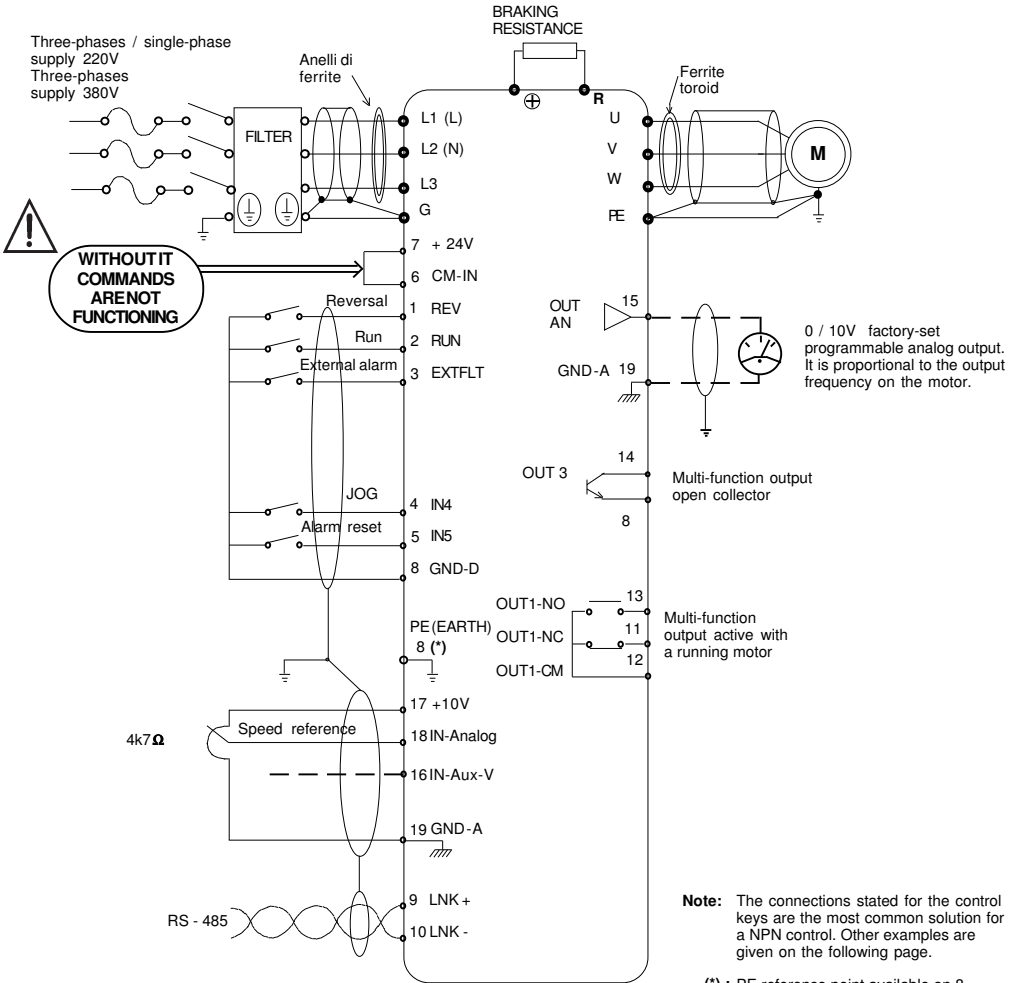 BRAKING
RESISTANCE
Three-phases / single-phase
supply 220V
Three-phases
supply 380V
Anelli di
ferrite
Ferrite
toroid
R
FILTER
L1 (L)
L2 (N)
L3
G
U
V
W
PE
M
WITHOUT IT
COMMANDS
ARE NOT
FUNCTIONING
7 + 24V
6 CM-IN
Reversal
1 REV
Run
2 RUN
External alarm
3 EXTFLT
JOG
4 IN4
Alarm reset
5 IN5
8 GND-D
OUT
AN
15
GND-A 19
0 / 10V factory-set
programmable analog output.
It is proportional to the output
frequency on the motor.
OUT 3
14
8
Multi-function output
open collector
OUT1-NO
13
OUT1-NC
11
OUT1-CM
12
Multi-function
output active with
a running motor
PE (EARTH)
8 (*)
17 +10V
4k7Ω
Speed reference
18 IN-Analog
16 IN-Aux-V
19 GND-A
RS - 485
9 LNK +
10 LNK -
Note: The connections stated for the control
keys are the most common solution for
a NPN control. Other examples are
given on the following page.
(*) : PE reference point available on 8